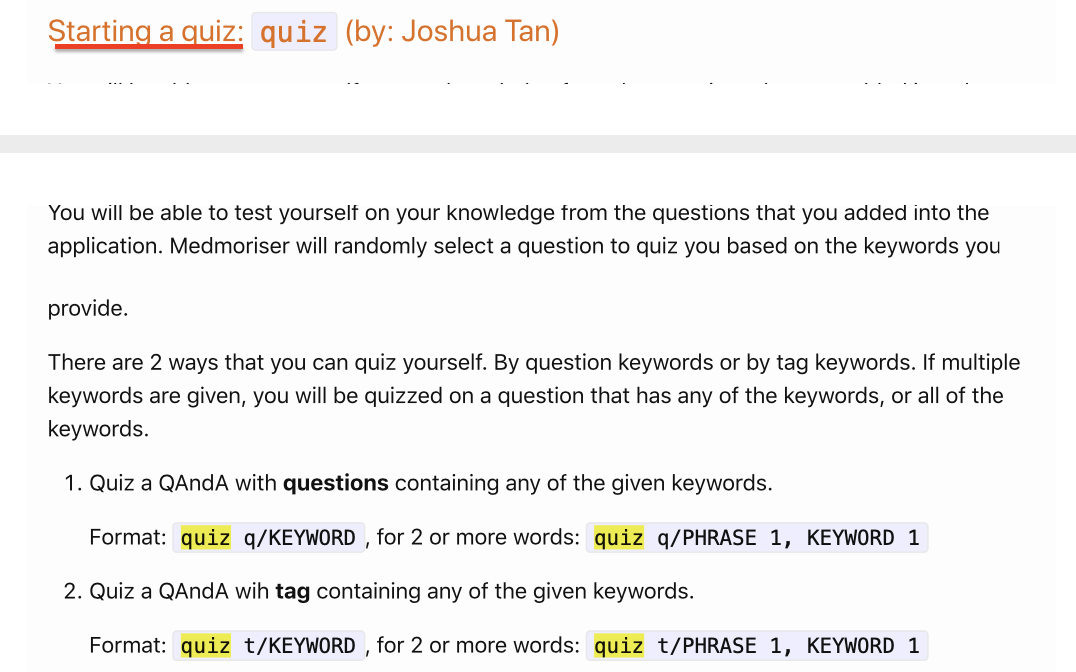 Starting a quiz: quiz (by: Joshua Tan)
You will be able to test yourself on your knowledge from the questions that you added into the
application. Medmoriser will randomly select a question to quiz you based on the keywords you
provide.
There are 2 ways that you can quiz yourself. By question keywords or by tag keywords. If multiple
keywords are given, you will be quizzed on a question that has any of the keywords, or all of the
keywords.
1. Quiz a QAndA with questions containing any of the given keywords.
Format: quiz q/KEYWORD , for 2 or more words: quiz q/PHRASE 1, KEYWORD 1
2. Quiz a QAndA wih tag containing any of the given keywords.
Format: quiz t/KEYWORD , for 2 or more words: quiz t/PHRASE 1, KEYWORD 1